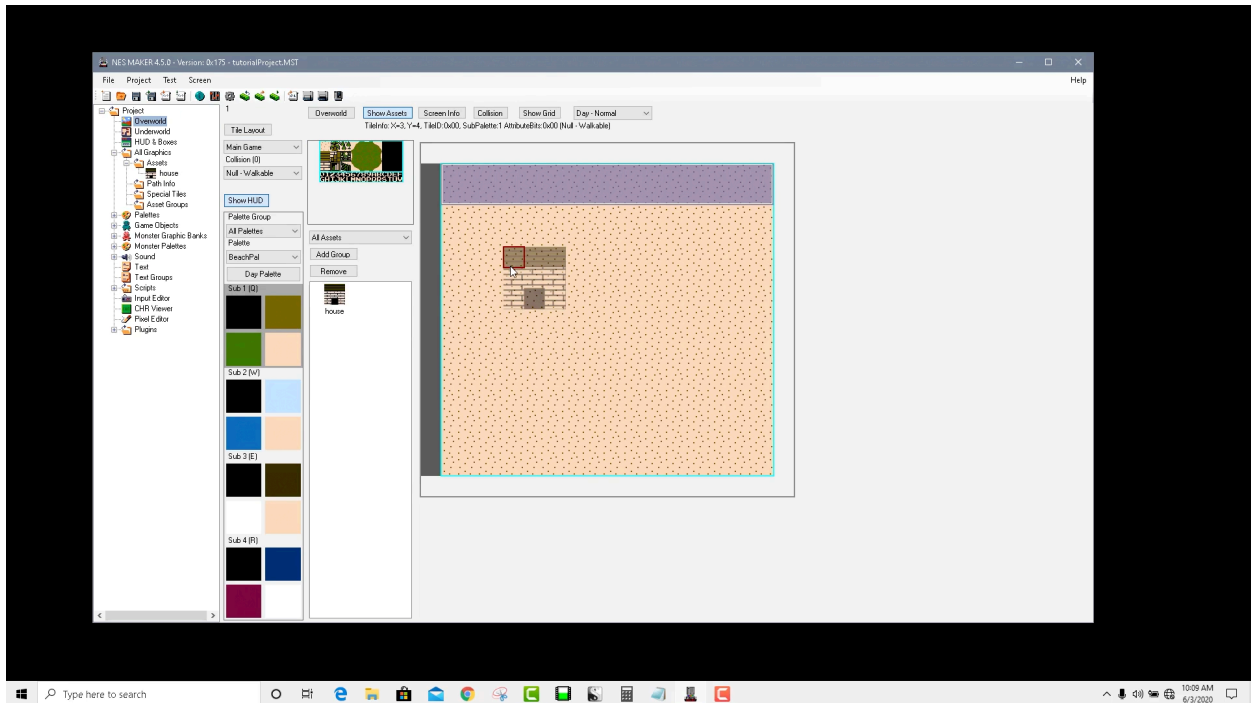 NES MAKER 4.5.0 - Version: 0x175 - tutorialProject.MST
File Project Test Screen Help
Project
Overworld
Underworld
HUD & Boxes
All Graphics
Assets
house
Path Info
Special Tiles
Asset Groups
Palettes
Game Objects
Monster Graphic Banks
Monster Palettes
Sound
Text
Text Groups
Scripts
Input Editor
CHR Viewer
Pixel Editor
Plugins
1
Tile Layout
Main Game
Collision (0)
Null - Walkable
Show HUD
Palette Group
All Palettes
Palette
BeachPal
Day Palette
Sub 1 (Q)
Sub 2 (W)
Sub 3 (E)
Sub 4 (R)
Overworld Show Assets Screen Info Collision Show Grid Day - Normal
TileInfo: X=3, Y=4, TileID:0x00, SubPalette:1 AttributeBits:0x00 (Null - Walkable)
All Assets
Add Group
Remove
house
Type here to search
10:09 AM
6/3/2020